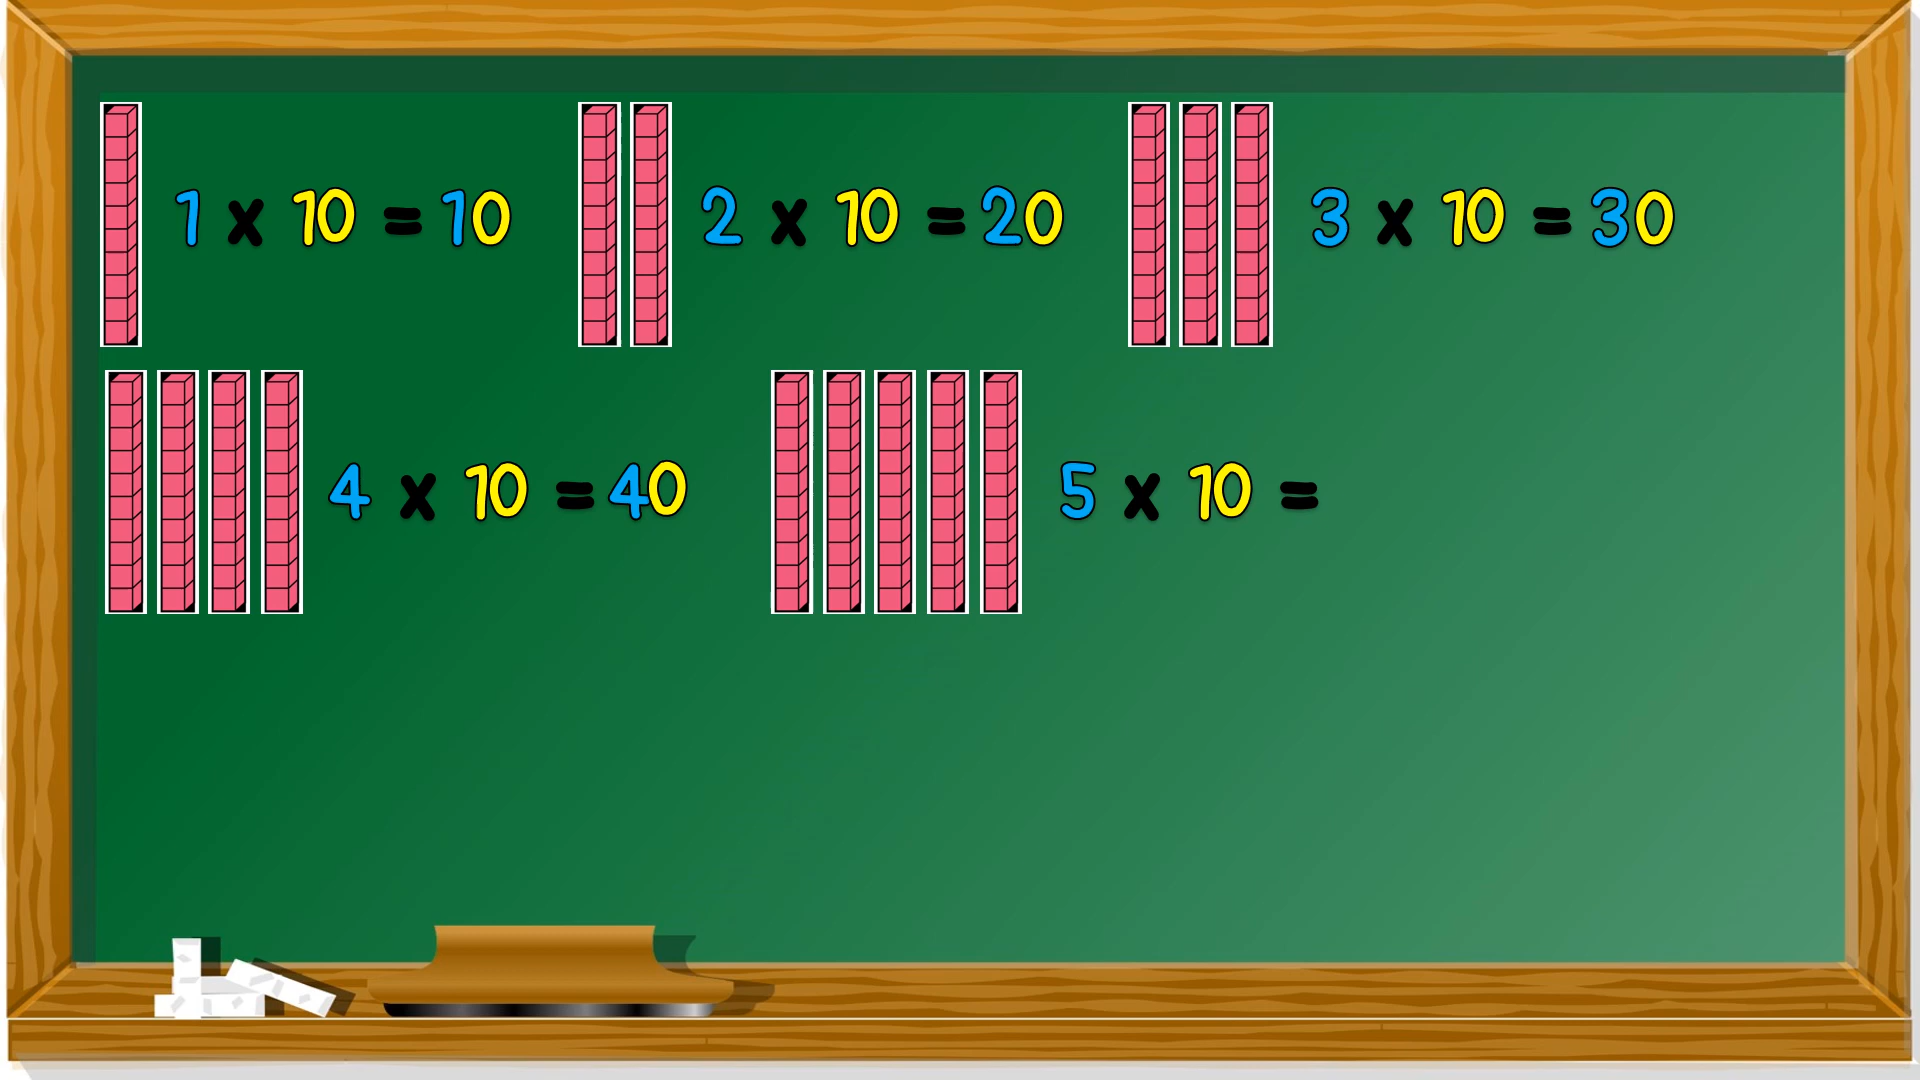 1 x 10 = 10 2 x 10 = 20 3 x 10 = 30
4 x 10 = 40 5 x 10 =